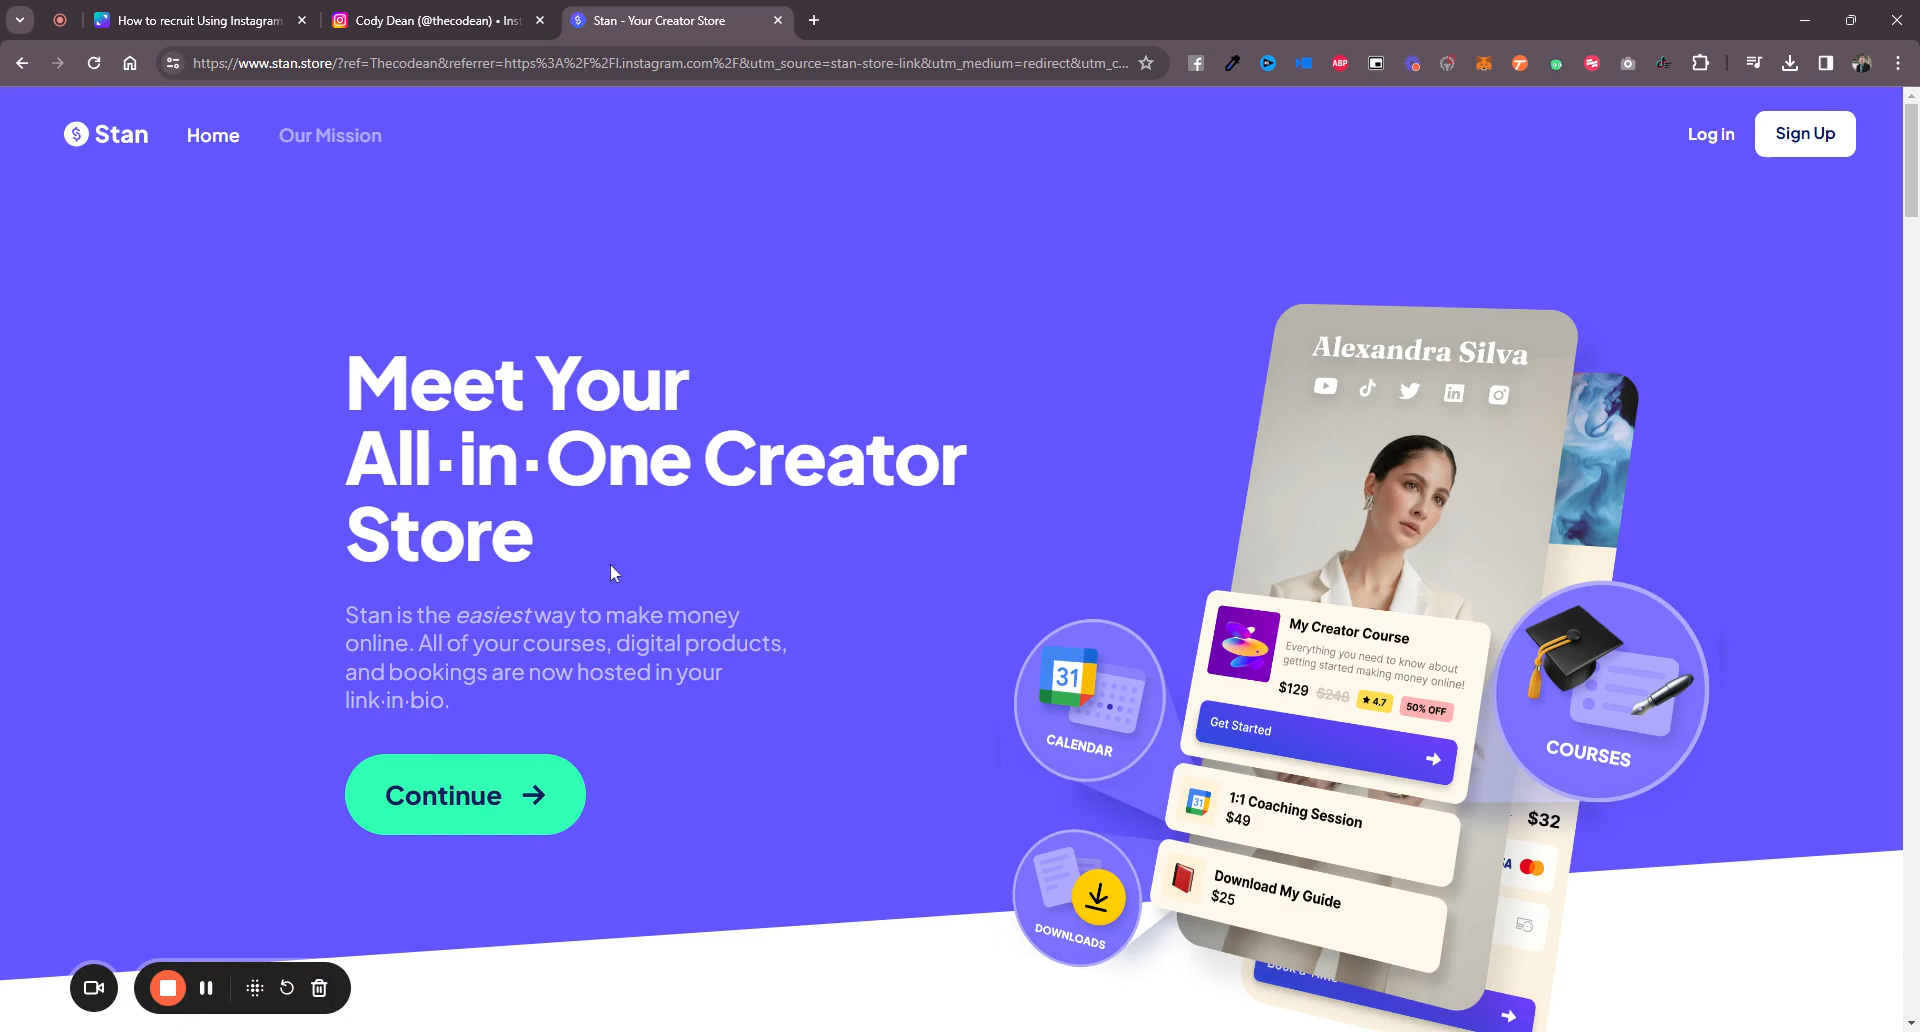 How to recruit Using Instagram
Cody Dean (@thecodean) • Inst
Stan - Your Creator Store
https://www.stan.store/?ref=Thecodean&referrer=https%3A%2F%2Fl.instagram.com%2F&utm_source=stan-store-link&utm_medium=redirect&utm_c...
ABP
Stan
Home
Our Mission
Log in
Sign Up
Meet Your
All·in·One Creator
Store
Stan is the easiest way to make money
online. All of your courses, digital products,
and bookings are now hosted in your
link·in·bio.
Continue
Alexandra Silva
My Creator Course
Everything you need to know about
getting started making money online!
$129 $248 4.7 50% OFF
Get Started
31
CALENDAR
COURSES
31
1:1 Coaching Session
$49
$32
Download My Guide
$25
DOWNLOADS
Book a Time